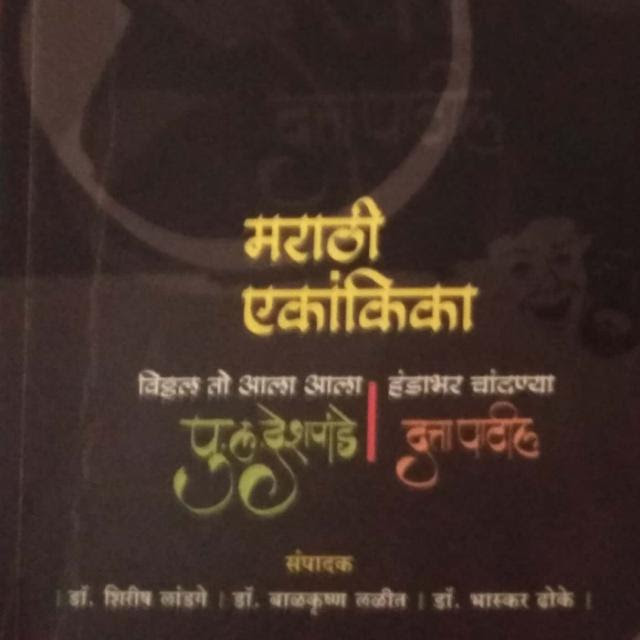 मराठी
एकांकिका
विठ्ठल तो आला आला | हंडाभर चांदण्या
पु. ल. देशपांडे | दत्ता पाटील
संपादक
| डॉ. शिरीष लांडगे | डॉ. बाळकृष्ण लळीत | डॉ. भास्कर ढोके |